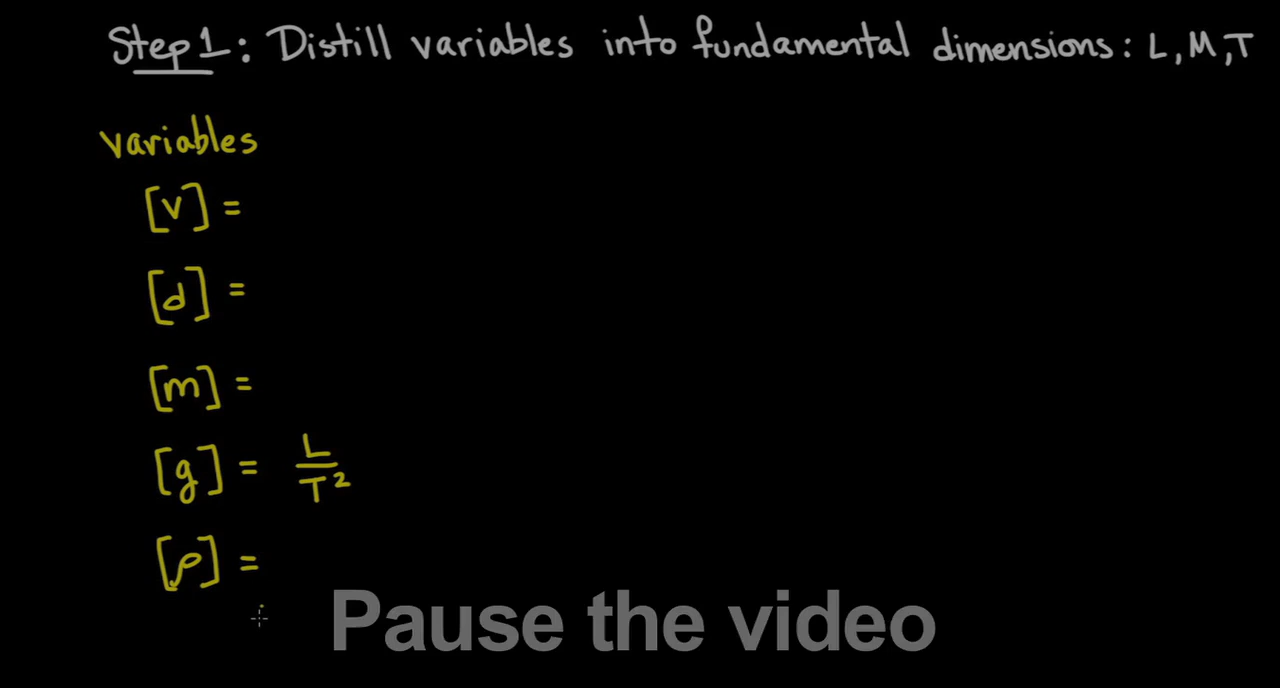 Step 1: Distill variables into fundamental dimensions: L, M, T
variables
[v] =
[d] =
[m] =
[g] = L/T²
[ρ] =
Pause the video